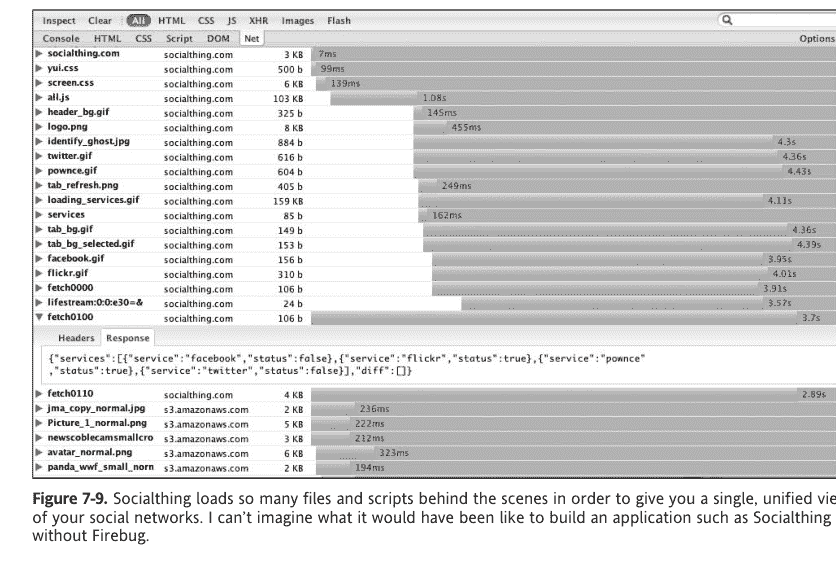 Inspect Clear All HTML CSS JS XHR Images Flash
Console HTML CSS Script DOM Net Options
socialthing.com socialthing.com 3 KB 7ms
yui.css socialthing.com 500 b 99ms
screen.css socialthing.com 6 KB 139ms
all.js socialthing.com 103 KB 1.08s
header_bg.gif socialthing.com 325 b 145ms
logo.png socialthing.com 8 KB 455ms
identify_ghost.jpg socialthing.com 884 b 4.3s
twitter.gif socialthing.com 616 b 4.36s
pownce.gif socialthing.com 604 b 4.43s
tab_refresh.png socialthing.com 405 b 249ms
loading_services.gif socialthing.com 159 KB 4.11s
services socialthing.com 85 b 162ms
tab_bg.gif socialthing.com 149 b 4.36s
tab_bg_selected.gif socialthing.com 153 b 4.39s
facebook.gif socialthing.com 156 b 3.95s
flickr.gif socialthing.com 310 b 4.01s
fetch0000 socialthing.com 106 b 3.91s
lifestream:0:0:e30=& socialthing.com 24 b 3.57s
fetch0100 socialthing.com 106 b 3.7s
Headers Response
{"services":[{"service":"facebook","status":false},{"service":"flickr","status":true},{"service":"pownce"
,"status":true},{"service":"twitter","status":false}],"diff":[]}
fetch0110 socialthing.com 4 KB 2.89s
jma_copy_normal.jpg s3.amazonaws.com 2 KB 236ms
Picture_1_normal.png s3.amazonaws.com 5 KB 222ms
newscoblecamsmallcro s3.amazonaws.com 3 KB 212ms
avatar_normal.png s3.amazonaws.com 6 KB 323ms
panda_wwf_small_norn s3.amazonaws.com 2 KB 194ms
Figure 7-9. Socialthing loads so many files and scripts behind the scenes in order to give you a single, unified vie
of your social networks. I can't imagine what it would have been like to build an application such as Socialthing
without Firebug.